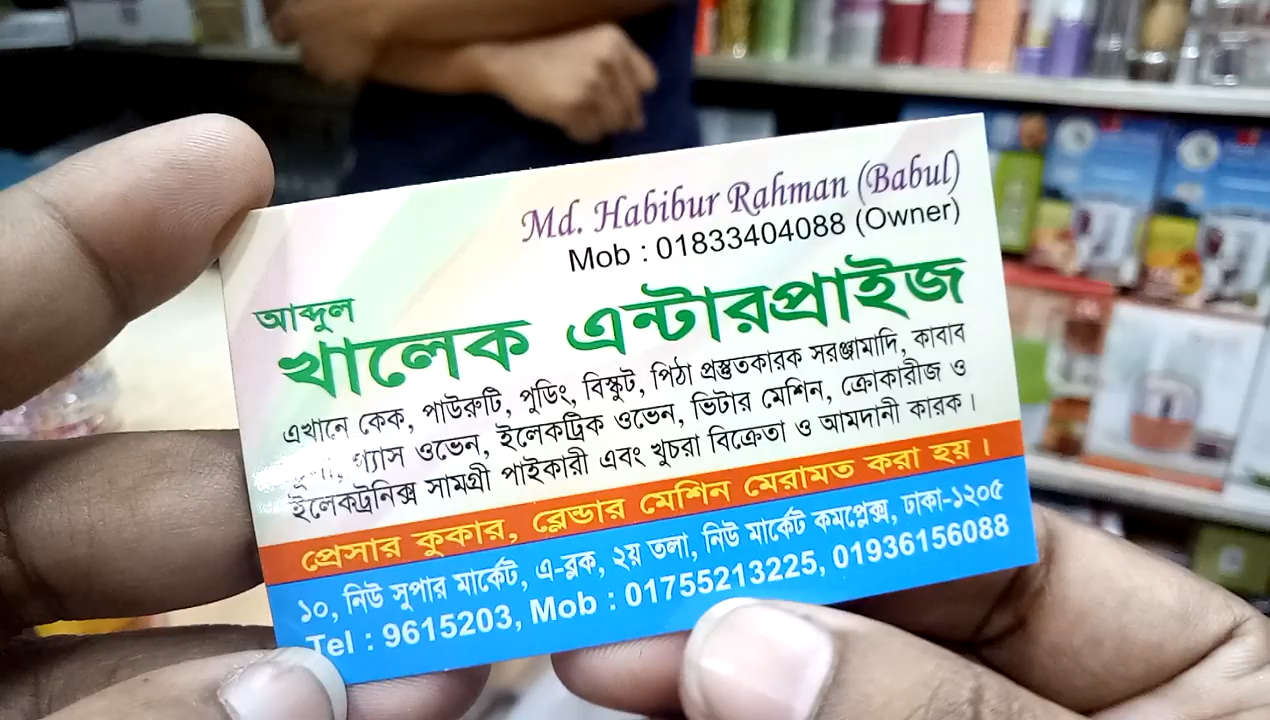 Md. Habibur Rahman (Babul)
Mob : 01833404088 (Owner)
আব্দুল
খালেক এন্টারপ্রাইজ
এখানে কেক, পাউরুটি, পুডিং, বিস্কুট, পিঠা প্রস্তুতকারক সরঞ্জামাদি, কাবাব
গ্যাস ওভেন, ইলেকট্রিক ওভেন, ভিটার মেশিন, ক্রোকারীজ ও
ইলেকট্রনিক্স সামগ্রী পাইকারী এবং খুচরা বিক্রেতা ও আমদানী কারক।
প্রেসার কুকার, ব্লেন্ডার মেশিন মেরামত করা হয়।
১০, নিউ সুপার মার্কেট, এ-ব্লক, ২য় তলা, নিউ মার্কেট কমপ্লেক্স, ঢাকা-১২০৫
Tel : 9615203, Mob : 01755213225, 01936156088